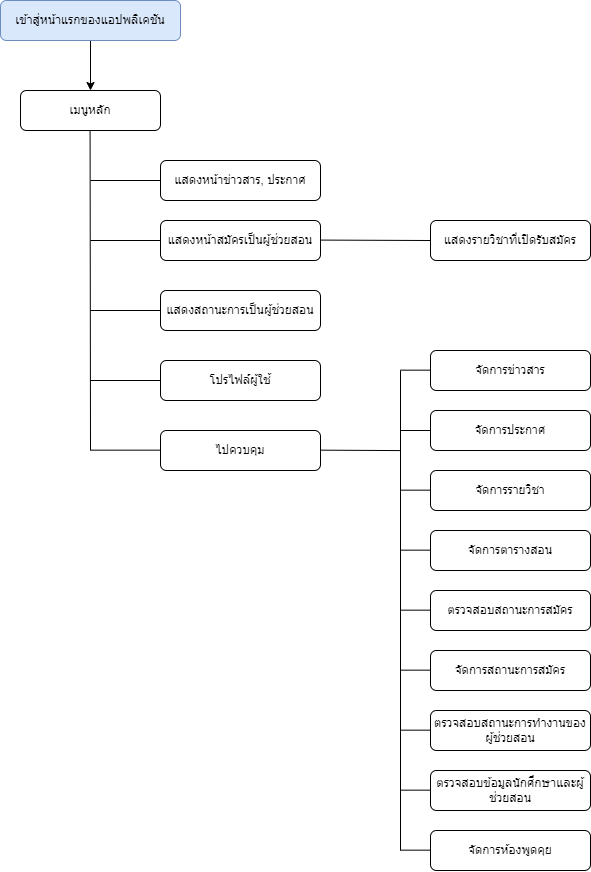 เข้าสู่หน้าแรกของแอปพลิเคชัน
เมนูหลัก
แสดงหน้าข่าวสาร, ประกาศ
แสดงหน้าสมัครเป็นผู้ช่วยสอน
แสดงรายวิชาที่เปิดรับสมัคร
แสดงสถานะการเป็นผู้ช่วยสอน
โปรไฟล์ผู้ใช้
ไปควบคุม
จัดการข่าวสาร
จัดการประกาศ
จัดการรายวิชา
จัดการตารางสอน
ตรวจสอบสถานะการสมัคร
จัดการสถานะการสมัคร
ตรวจสอบสถานะการทำงานของ
ผู้ช่วยสอน
ตรวจสอบข้อมูลนักศึกษาและผู้
ช่วยสอน
จัดการห้องพูดคุย